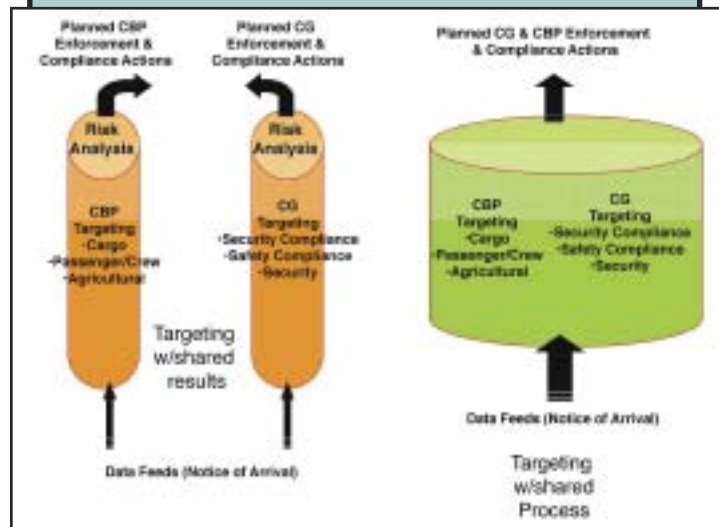 Planned CBP
Enforcement &
Compliance Actions
Planned CG
Enforcement &
Compliance Actions
Risk
Analysis
Risk
Analysis
CBP
Targeting
-Cargo
-Passenger/Crew
-Agricultural
CG
Targeting
-Security Compliance
-Safety Compliance
-Security
Targeting
w/shared
results
Data Feeds (Notice of Arrival)
Planned CG & CBP Enforcement
& Compliance Actions
CBP
Targeting
-Cargo
-Passenger/Crew
-Agricultural
CG
Targeting
-Security Compliance
-Safety Compliance
-Security
Data Feeds (Notice of Arrival)
Targeting
w/shared
Process